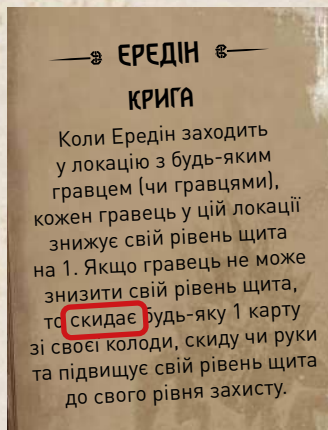 ЕРЕДІН
КРИГА
Коли Ередін заходить
у локацію з будь-яким
гравцем (чи гравцями),
кожен гравець у цій локації
знижує свій рівень щита
на 1. Якщо гравець не може
знизити свій рівень щита,
то скидає будь-яку 1 карту
зі своєї колоди, скиду чи руки
та підвищує свій рівень щита
до свого рівня захисту.